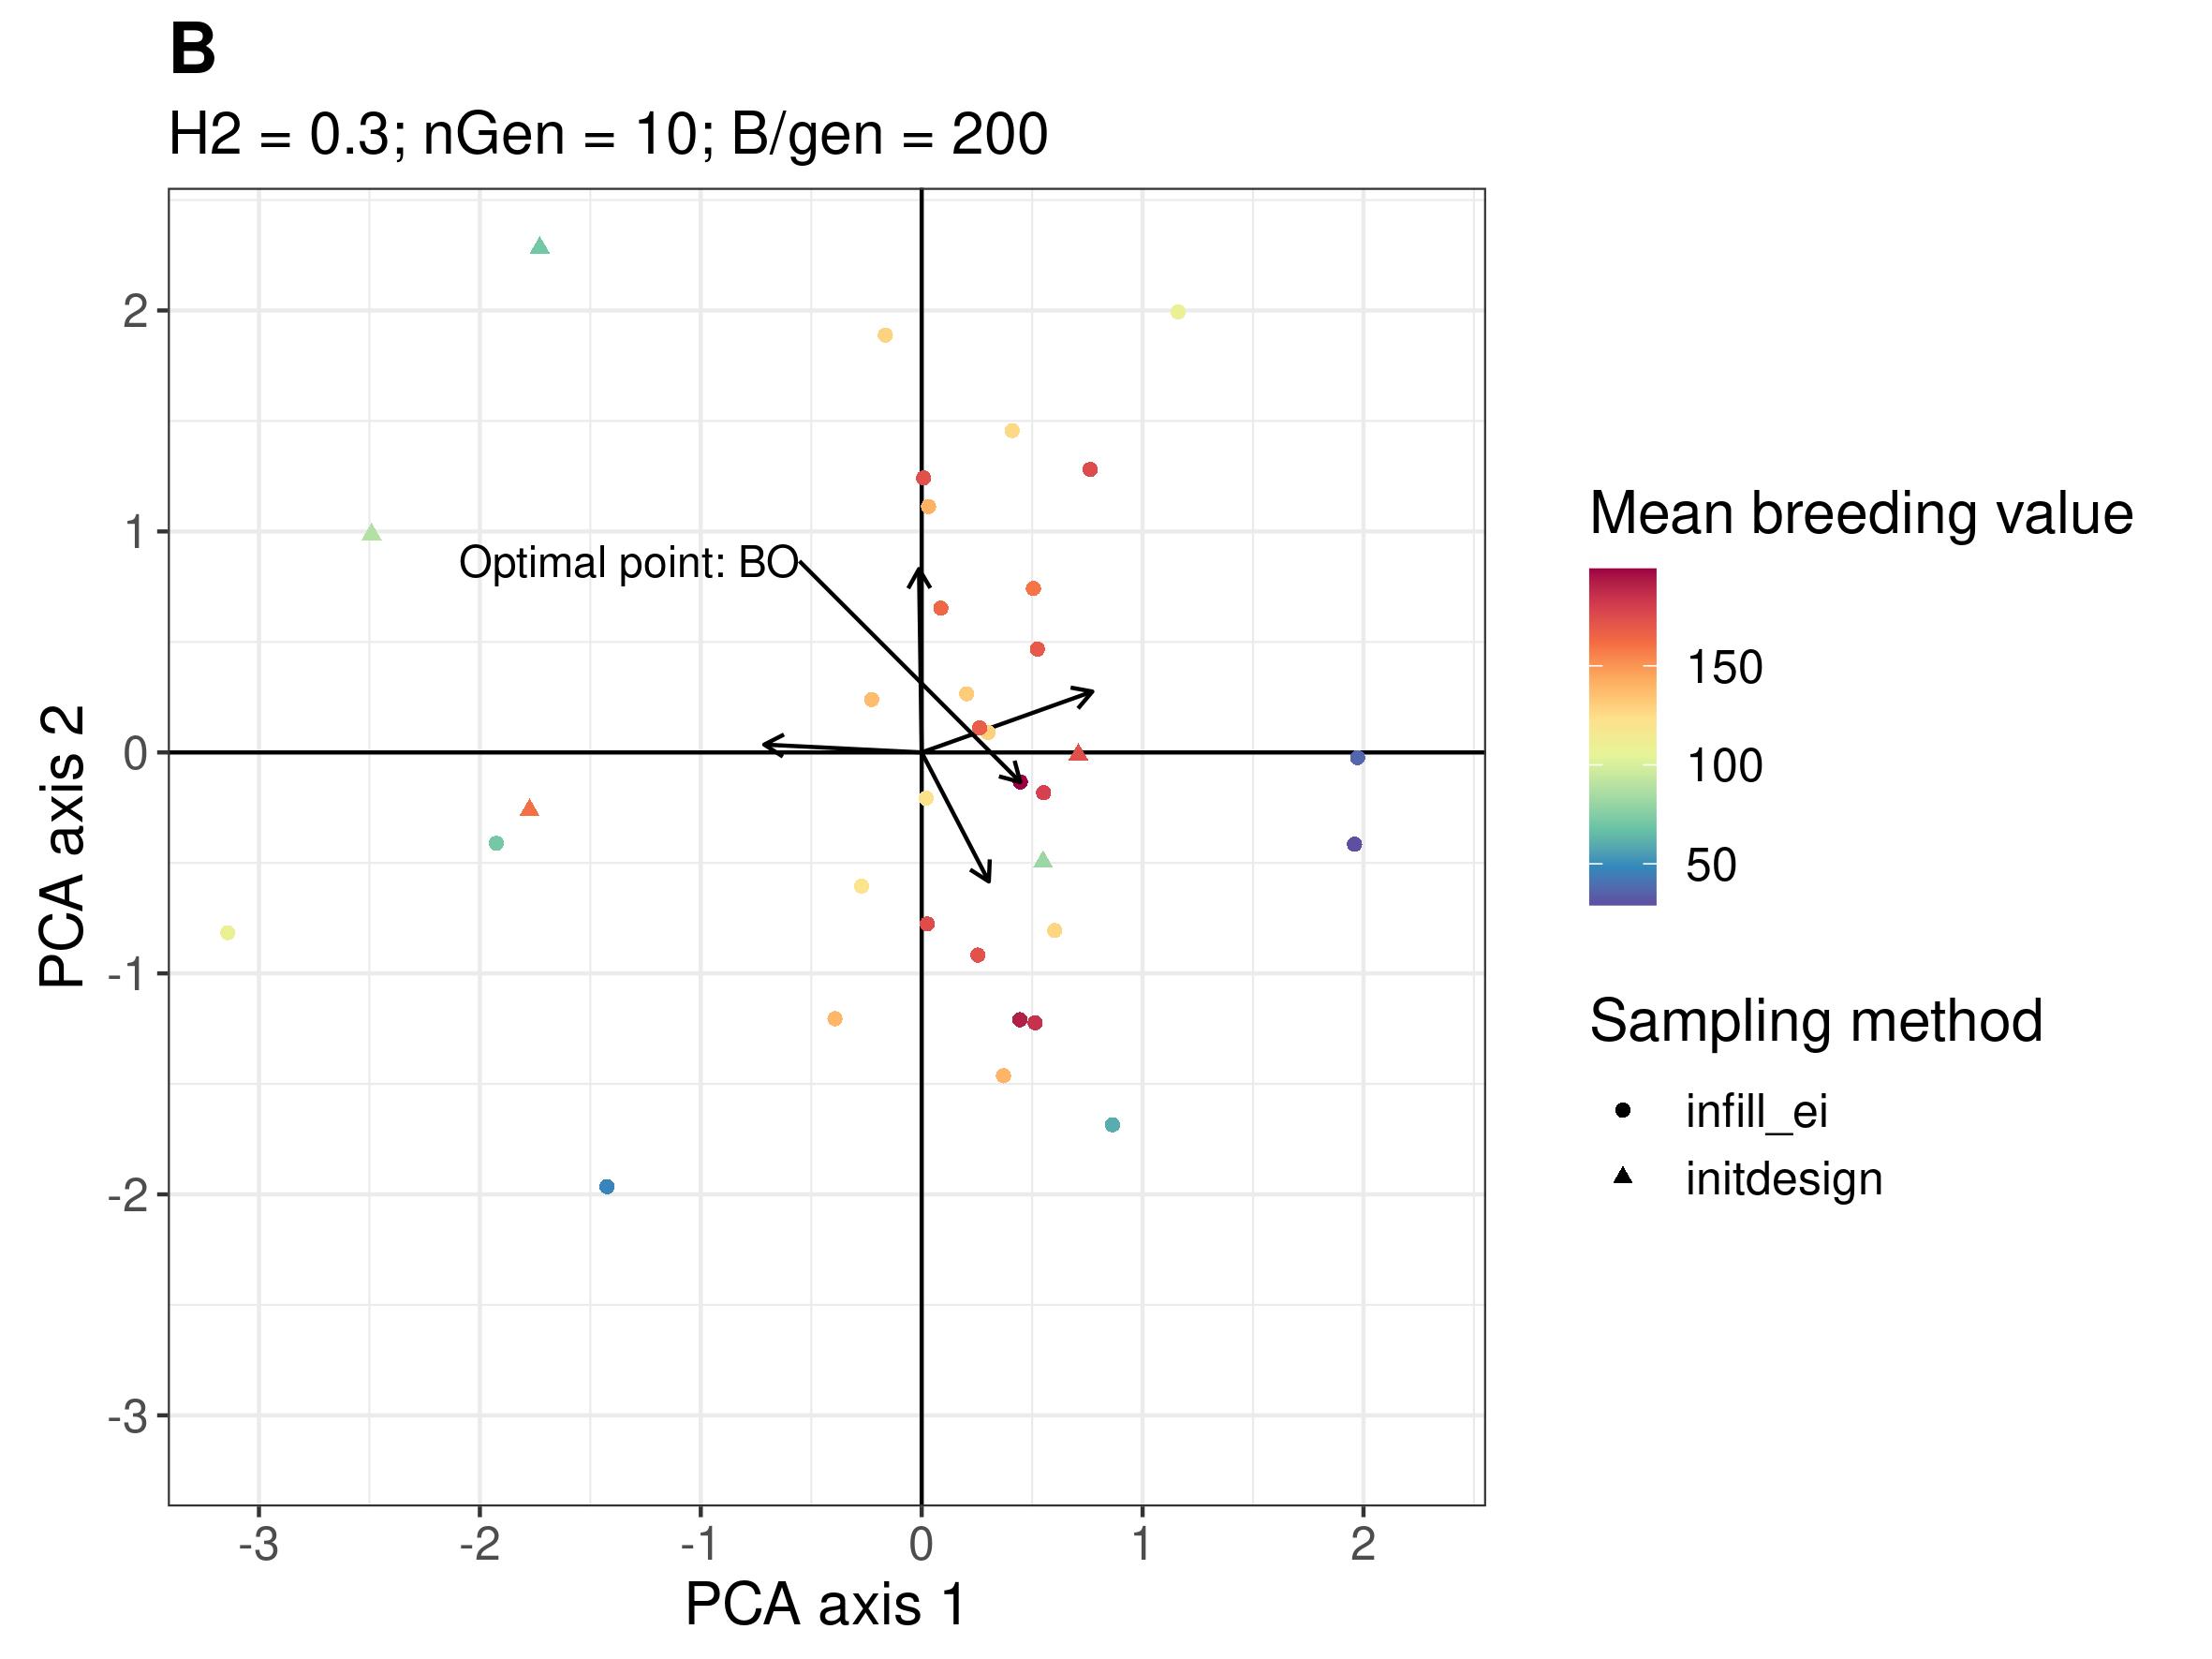 B
H2 = 0.3; nGen = 10; B/gen = 200
PCA axis 2
2
1
0
-1
-2
-3
Optimal point: BO
-3 -2 -1 0 1 2
PCA axis 1
Mean breeding value
150
100
50
Sampling method
infill_ei
initdesign